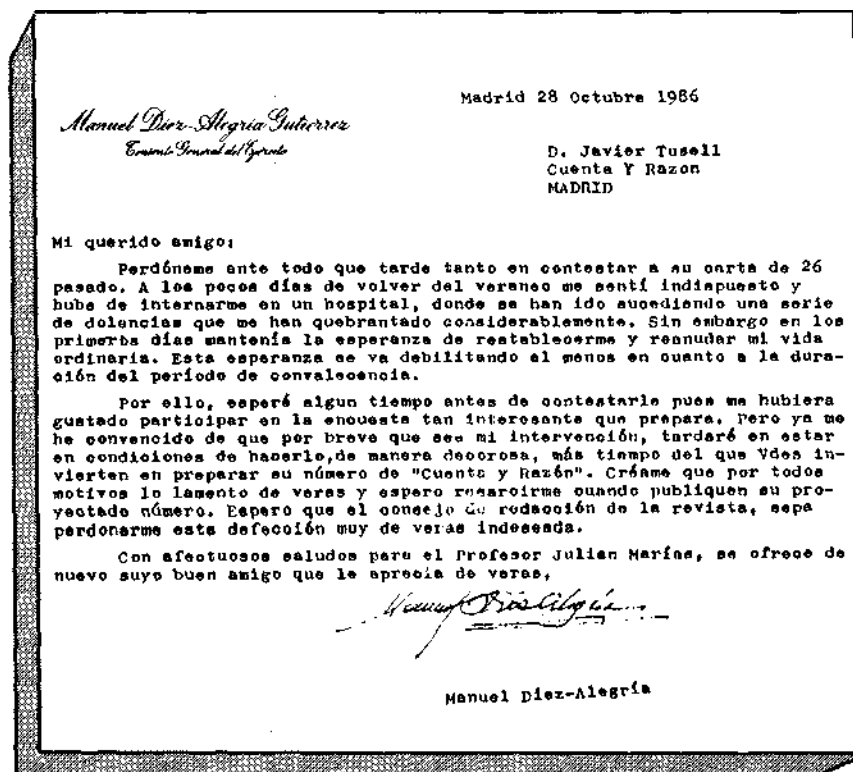 Madrid 28 Octubre 1986
Manuel Díez-Alegría Gutiérrez
Teniente General del Ejército
D. Javier Tusell
Cuenta Y Razon
MADRID
Mi querido amigo:
Perdóneme ante todo que tarde tanto en contestar a su carta de 26
pasado. A los pocos días de volver del veraneo me sentí indispuesto y
hube de internarme en un hospital, donde se han ido sucediendo una serie
de dolencias que me han quebrantado considerablemente. Sin embargo en los
primeros días mantenía la esperanza de restablecerme y reanudar mi vida
ordinaria. Esta esperanza se va debilitando al menos en cuanto a la dura-
ción del período de convalecencia.
Por ello, esperé algun tiempo antes de contestarle pues me hubiera
gustado participar en la encuesta tan interesante que prepara. Pero ya me
he convencido de que por breve que sea mi intervención, tardaré en estar
en condiciones de hacerlo,de manera decorosa, más tiempo del que Vdes in-
vierten en preparar su número de "Cuenta y Razón". Créame que por todos
motivos lo lamento de veras y espero resarcirme cuando publiquen su pro-
yectado número. Espero que el consejo de redacción de la revista, sepa
perdonarme esta defección muy de veras indeseada.
Con afectuosos saludos para el Profesor Julian Marías, se ofrece de
nuevo suyo buen amigo que le aprecia de veras,
Manuel Díez-Alegría
Manuel Díez-Alegría